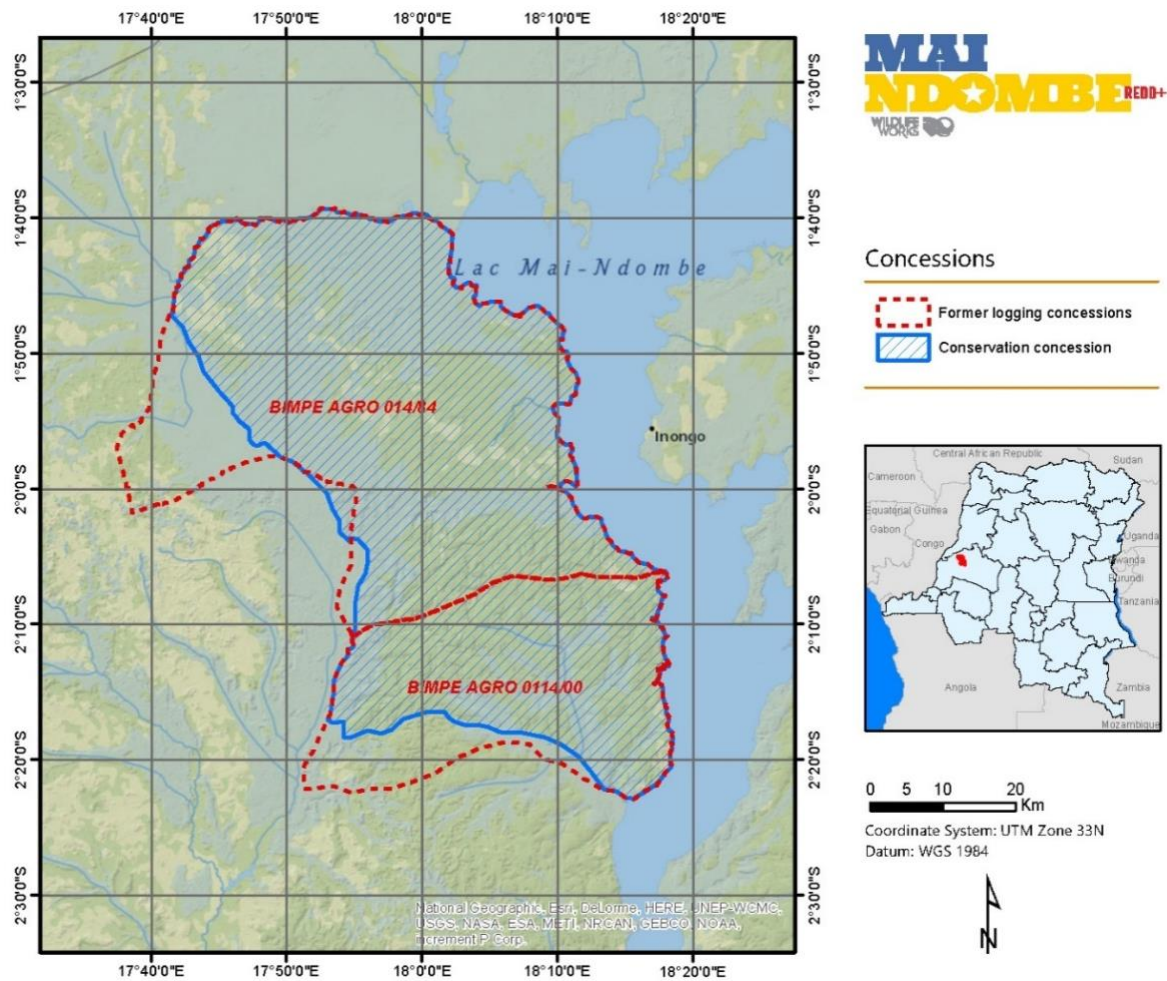 17°40'0"E 17°50'0"E 18°0'0"E 18°10'0"E 18°20'0"E
1°30'0"S 1°30'0"S
1°40'0"S 1°40'0"S
1°50'0"S 1°50'0"S
2°0'0"S 2°0'0"S
2°10'0"S 2°10'0"S
2°20'0"S 2°20'0"S
2°30'0"S 2°30'0"S
Lac Mai-Ndombe
BIMPE AGRO 014/84
Inongo
BIMPE AGRO 0114/00
National Geographic, Esri, DeLorme, HERE, UNEP-WCMC,
USGS, NASA, ESA, METI, NRCAN, GEBCO, NOAA,
increment P Corp.
17°40'0"E 17°50'0"E 18°0'0"E 18°10'0"E 18°20'0"E
MAI
NDOMBE REDD+
WILDLIFE
WORKS
Concessions
Former logging concessions
Conservation concession
Central African Republic
Sudan
Cameroon
Equatorial Guinea
Gabon
Congo
Uganda
Rwanda
Burundi
Tanzania
Angola
Zambia
Mozambique
0 5 10 20
Km
Coordinate System: UTM Zone 33N
Datum: WGS 1984
N